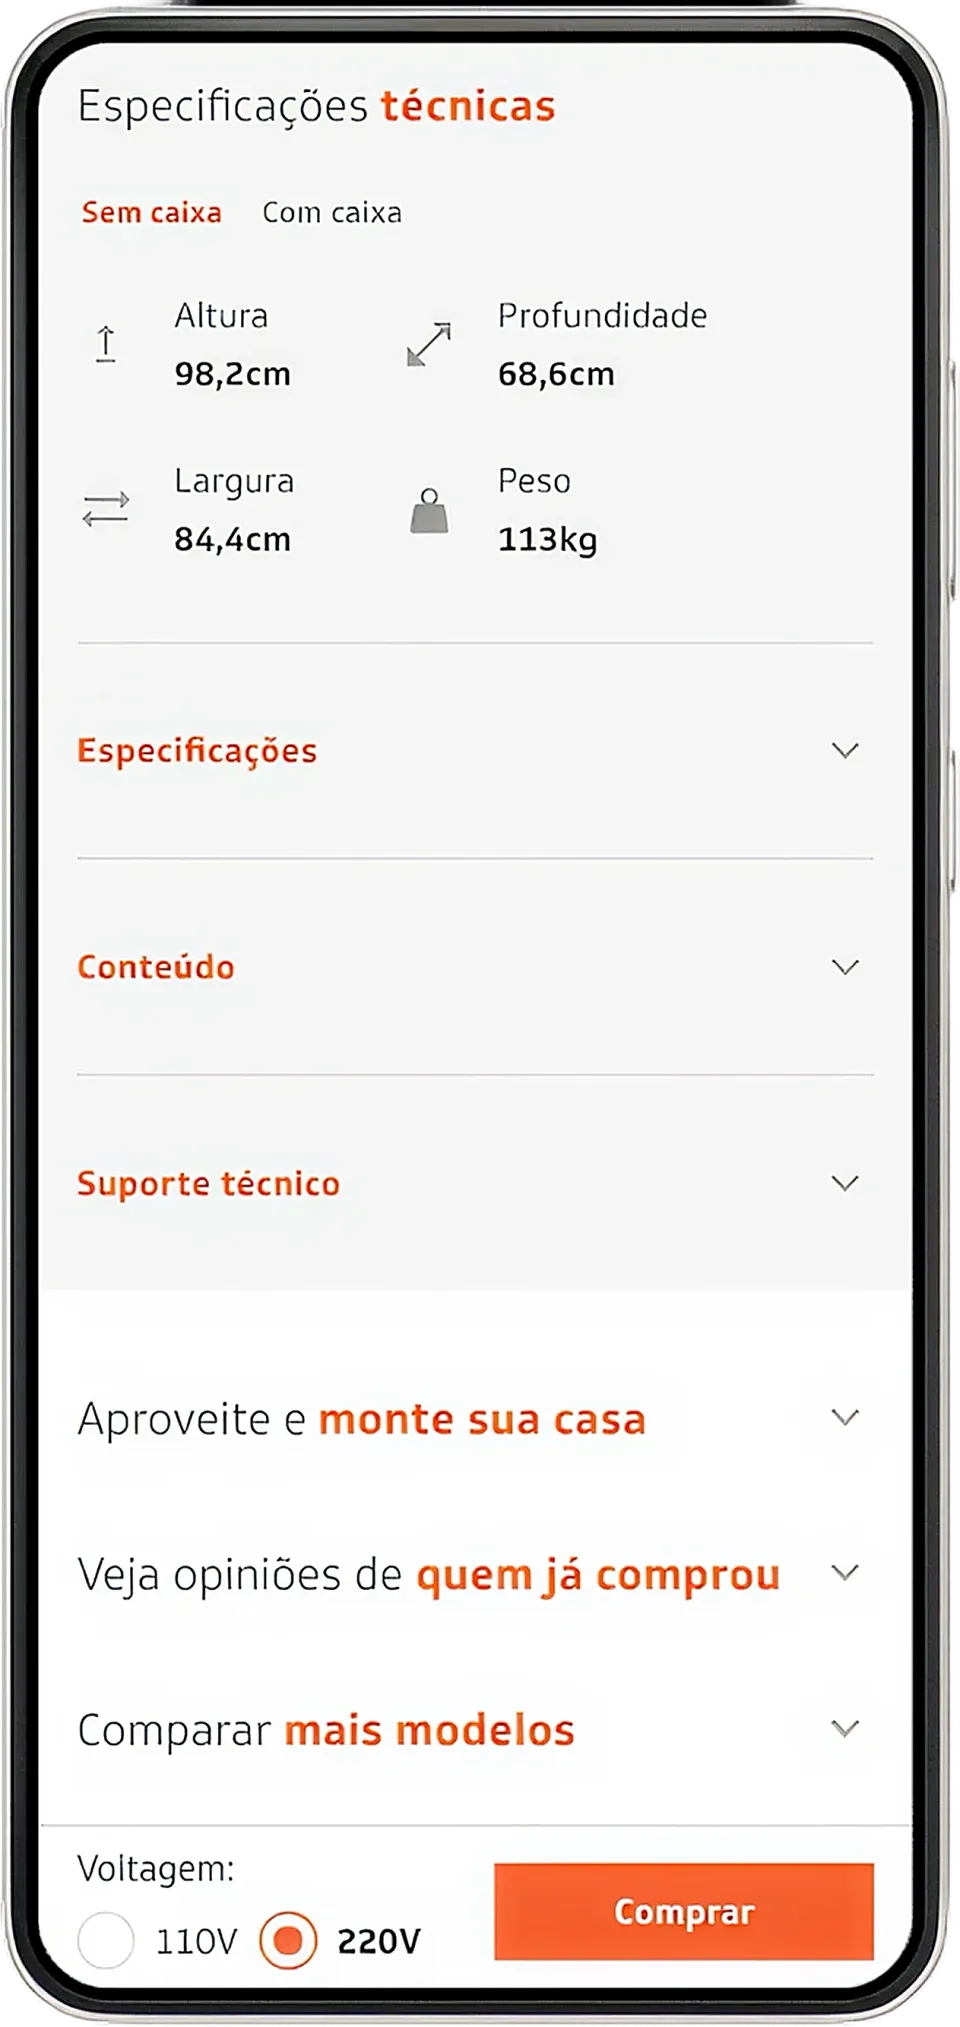 Especificações técnicas
Sem caixa Com caixa
Altura Profundidade
98,2cm 68,6cm
Largura Peso
84,4cm 113kg
Especificações
Conteúdo
Suporte técnico
Aproveite e monte sua casa
Veja opiniões de quem já comprou
Comparar mais modelos
Voltagem:
110V 220V
Comprar